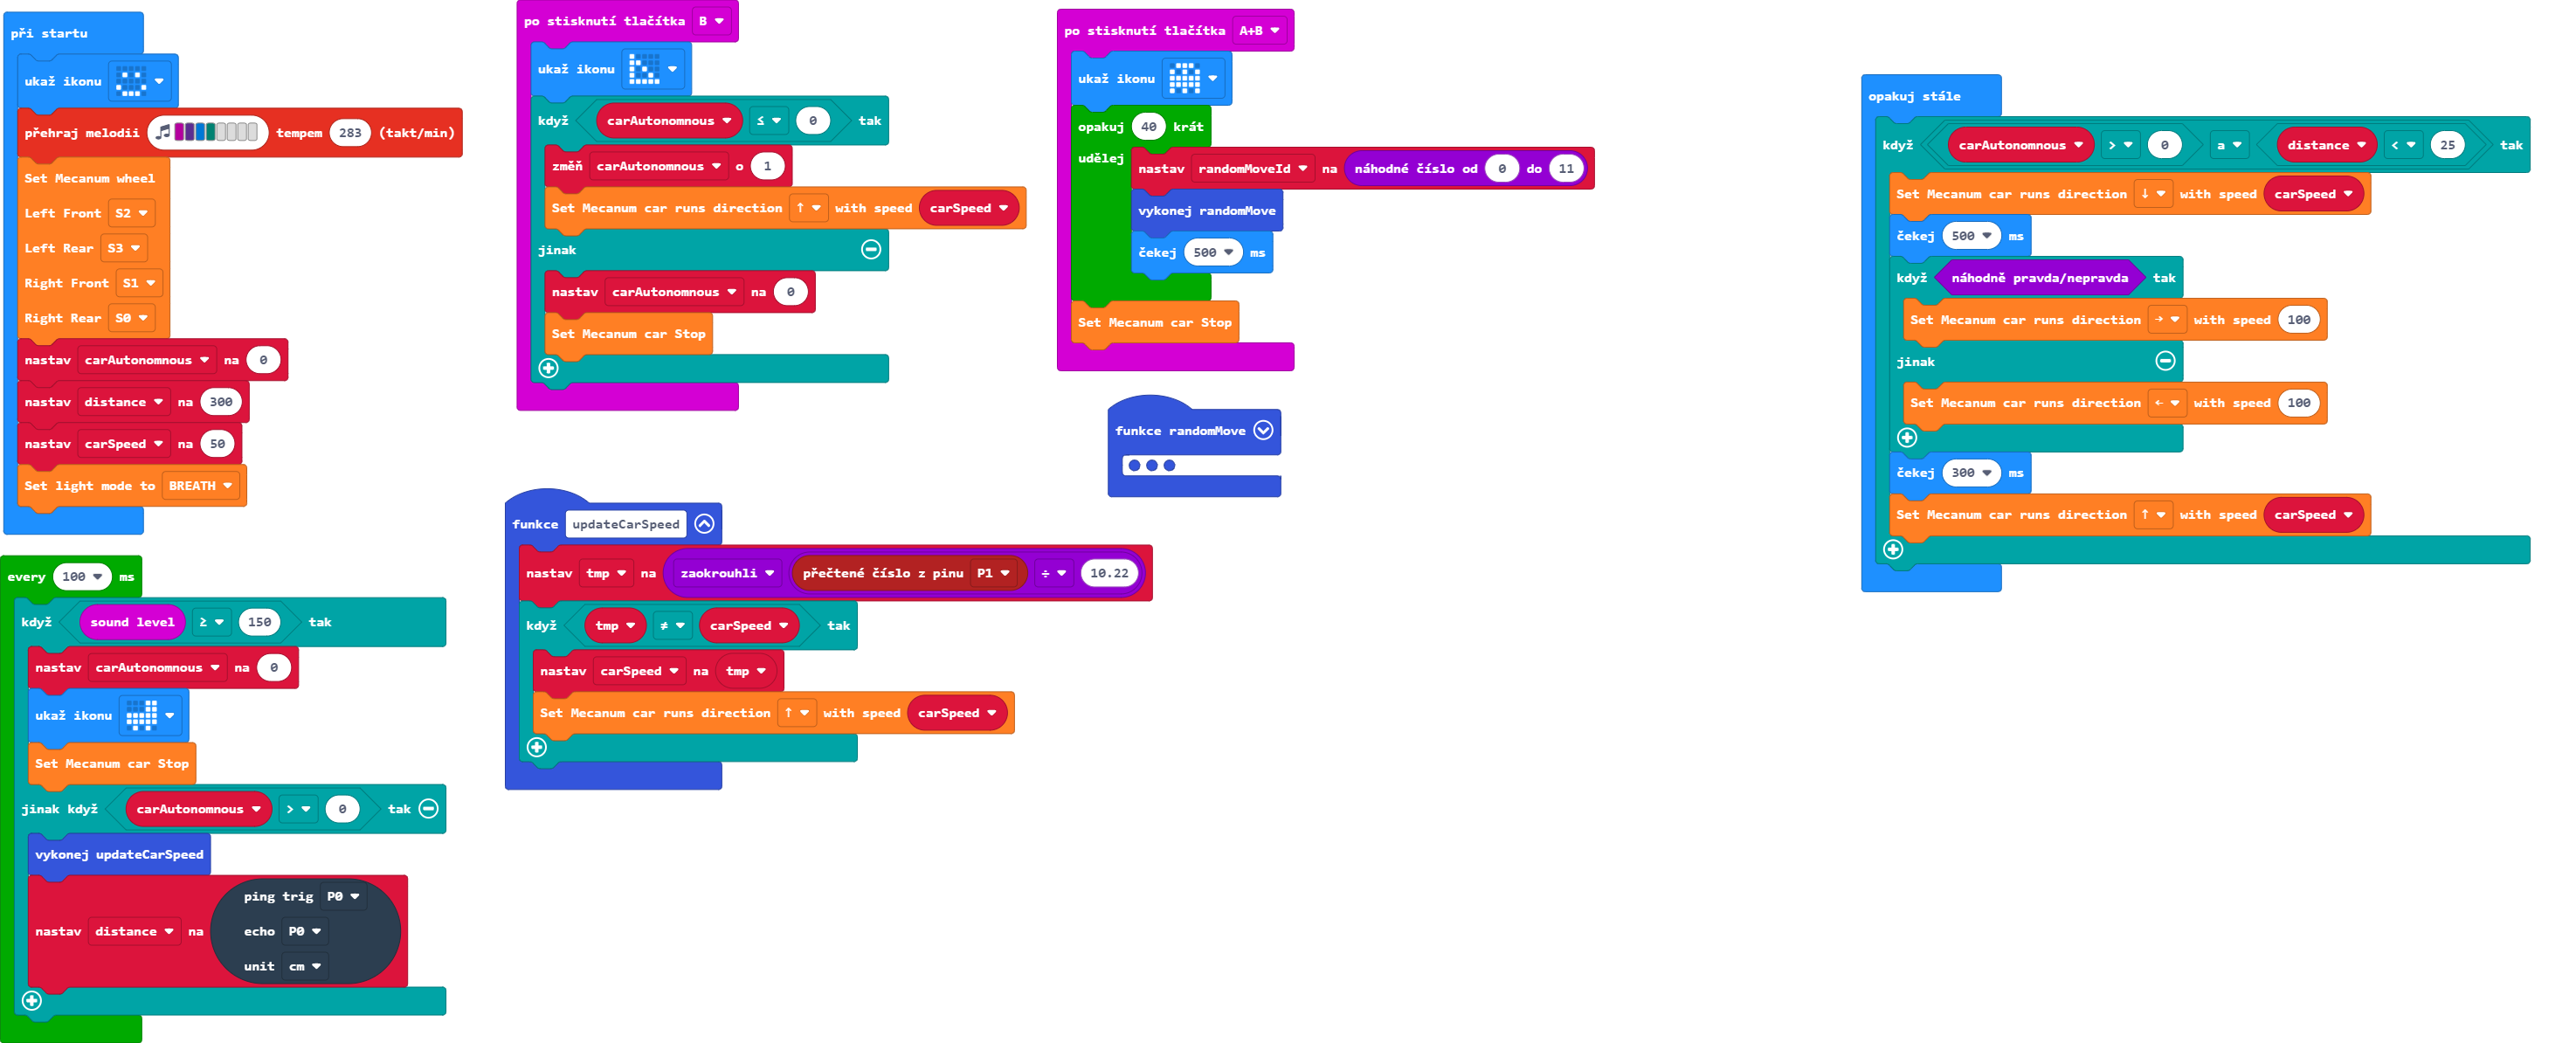 při startu
ukaž ikonu
přehraj melodii tempem 283 (takt/min)
Set Mecanum wheel
Left Front S2
Left Rear S3
Right Front S1
Right Rear S0
nastav carAutonomnous na 0
nastav distance na 300
nastav carSpeed na 50
Set light mode to BREATH
every 100 ms
když sound level ≥ 150 tak
nastav carAutonomnous na 0
ukaž ikonu
Set Mecanum car Stop
jinak když carAutonomnous > 0 tak
vykonej updateCarSpeed
nastav distance na
ping trig P0
echo P0
unit cm
po stisknutí tlačítka B
ukaž ikonu
když carAutonomnous ≤ 0 tak
změň carAutonomnous o 1
Set Mecanum car runs direction ↑ with speed carSpeed
jinak
nastav carAutonomnous na 0
Set Mecanum car Stop
funkce updateCarSpeed
nastav tmp na zaokrouhli přečtené číslo z pinu P1 ÷ 10.22
když tmp ≠ carSpeed tak
nastav carSpeed na tmp
Set Mecanum car runs direction ↑ with speed carSpeed
po stisknutí tlačítka A+B
ukaž ikonu
opakuj 40 krát
udělej
nastav randomMoveId na náhodné číslo od 0 do 11
vykonej randomMove
čekej 500 ms
Set Mecanum car Stop
funkce randomMove
opakuj stále
když carAutonomnous > 0 a distance < 25 tak
Set Mecanum car runs direction ↓ with speed carSpeed
čekej 500 ms
když náhodně pravda/nepravda tak
Set Mecanum car runs direction → with speed 100
jinak
Set Mecanum car runs direction ← with speed 100
čekej 300 ms
Set Mecanum car runs direction ↑ with speed carSpeed